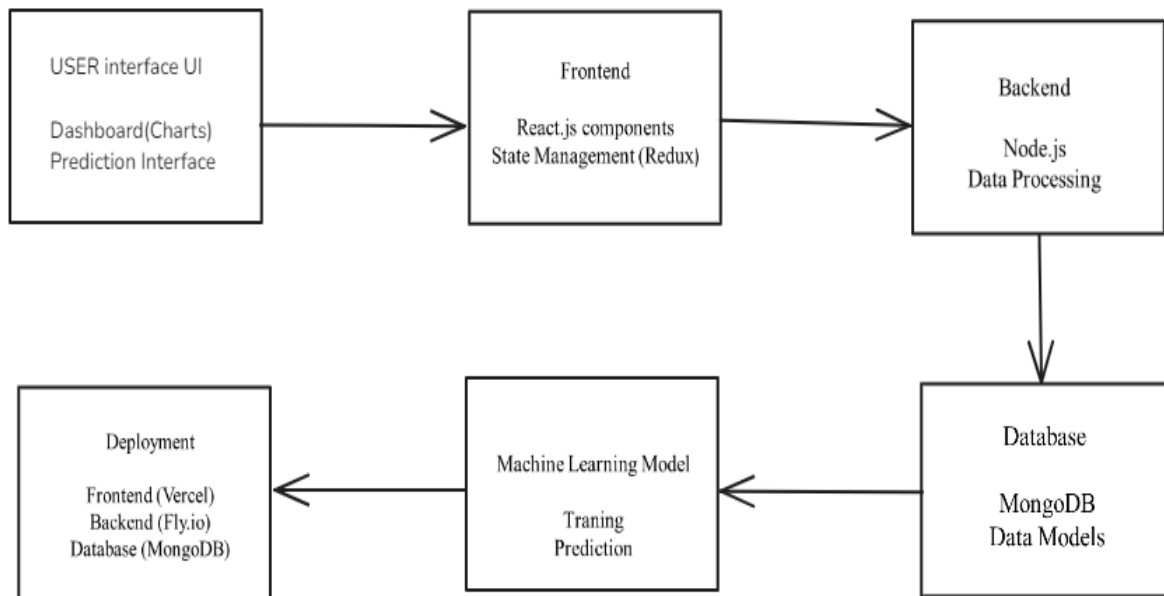 USER interface UI
Dashboard(Charts)
Prediction Interface
Frontend
React.js components
State Management (Redux)
Backend
Node.js
Data Processing
Deployment
Frontend (Vercel)
Backend (Fly.io)
Database (MongoDB)
Machine Learning Model
Traning
Prediction
Database
MongoDB
Data Models